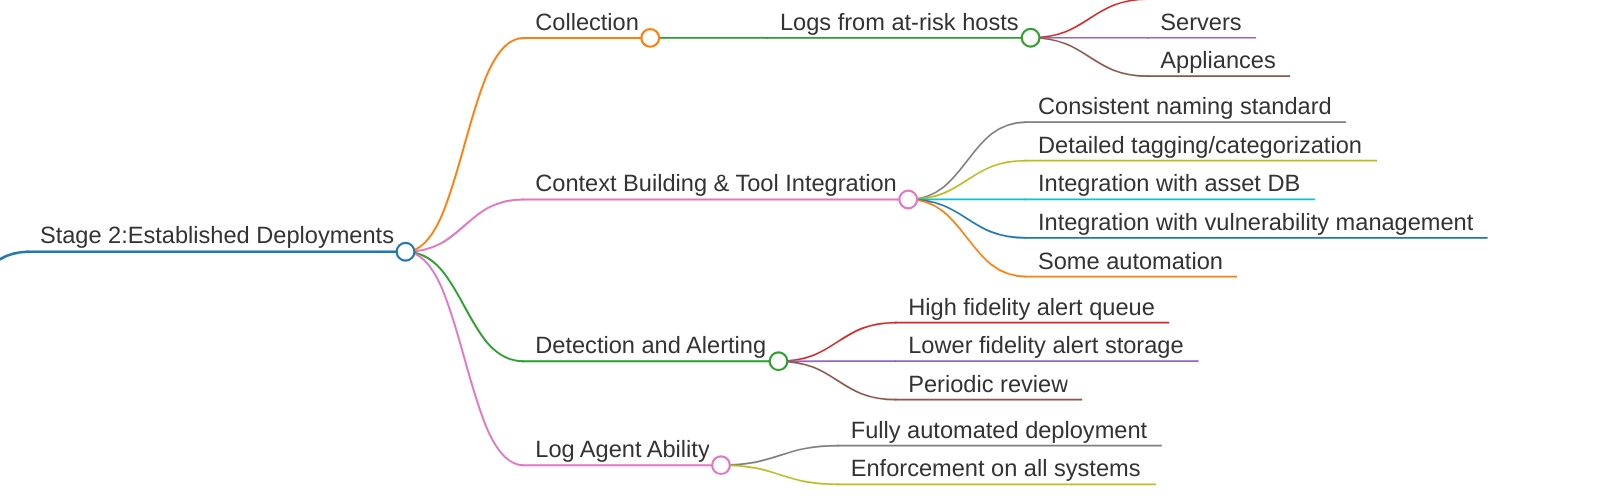 Collection
Logs from at-risk hosts
Servers
Appliances
Consistent naming standard
Detailed tagging/categorization
Context Building & Tool Integration
Integration with asset DB
Integration with vulnerability management
Stage 2:Established Deployments
Some automation
High fidelity alert queue
Detection and Alerting
Lower fidelity alert storage
Periodic review
Fully automated deployment
Log Agent Ability
Enforcement on all systems